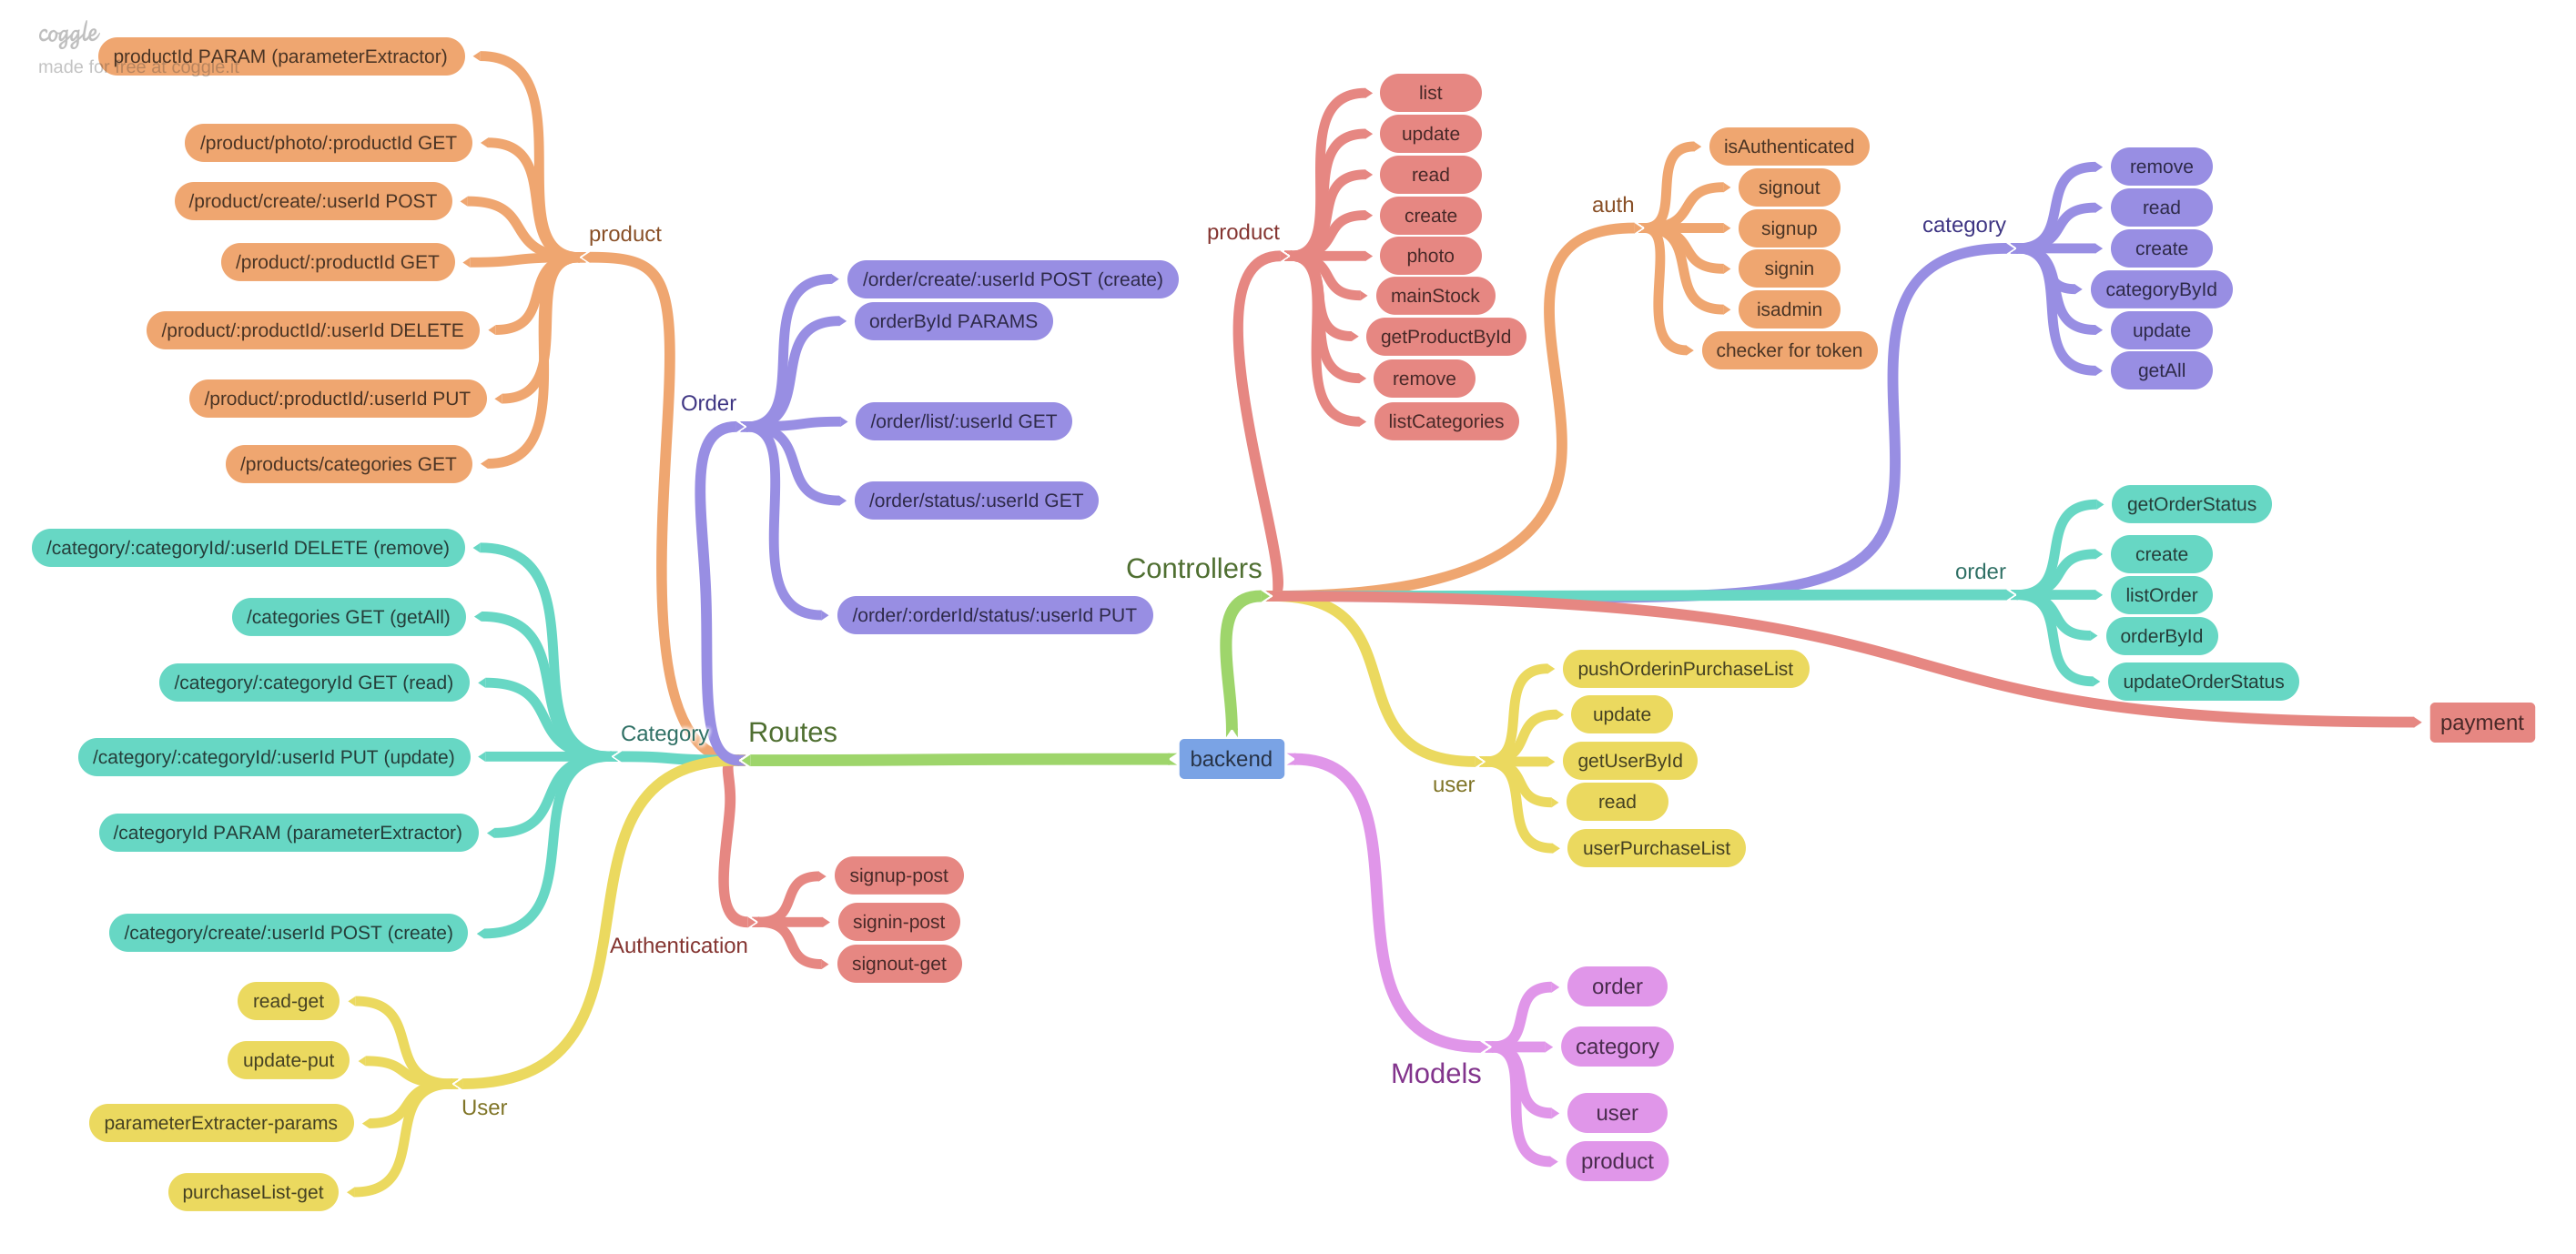 coggle
made for free at coggle.it
productId PARAM (parameterExtractor)
/product/photo/:productId GET
/product/create/:userId POST
/product/:productId GET
/product/:productId/:userId DELETE
/product/:productId/:userId PUT
/products/categories GET
product
/category/:categoryId/:userId DELETE (remove)
/categories GET (getAll)
/category/:categoryId GET (read)
/category/:categoryId/:userId PUT (update)
/categoryId PARAM (parameterExtractor)
/category/create/:userId POST (create)
Category
read-get
update-put
parameterExtracter-params
purchaseList-get
User
Order
/order/create/:userId POST (create)
orderById PARAMS
/order/list/:userId GET
/order/status/:userId GET
/order/:orderId/status/:userId PUT
Routes
Authentication
signup-post
signin-post
signout-get
backend
Controllers
product
list
update
read
create
photo
mainStock
getProductById
remove
listCategories
auth
isAuthenticated
signout
signup
signin
isadmin
checker for token
category
remove
read
create
categoryById
update
getAll
order
getOrderStatus
create
listOrder
orderById
updateOrderStatus
payment
user
pushOrderinPurchaseList
update
getUserById
read
userPurchaseList
Models
order
category
user
product